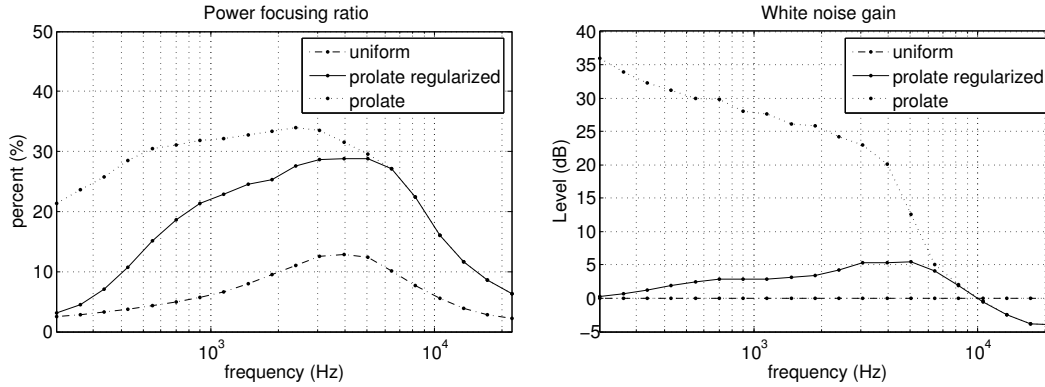 Power focusing ratio
percent (%)
50
40
30
20
10
0
10³
10⁴
frequency (Hz)
uniform
prolate regularized
prolate
White noise gain
Level (dB)
40
35
30
25
20
15
10
5
0
−5
10³
10⁴
frequency (Hz)
uniform
prolate regularized
prolate